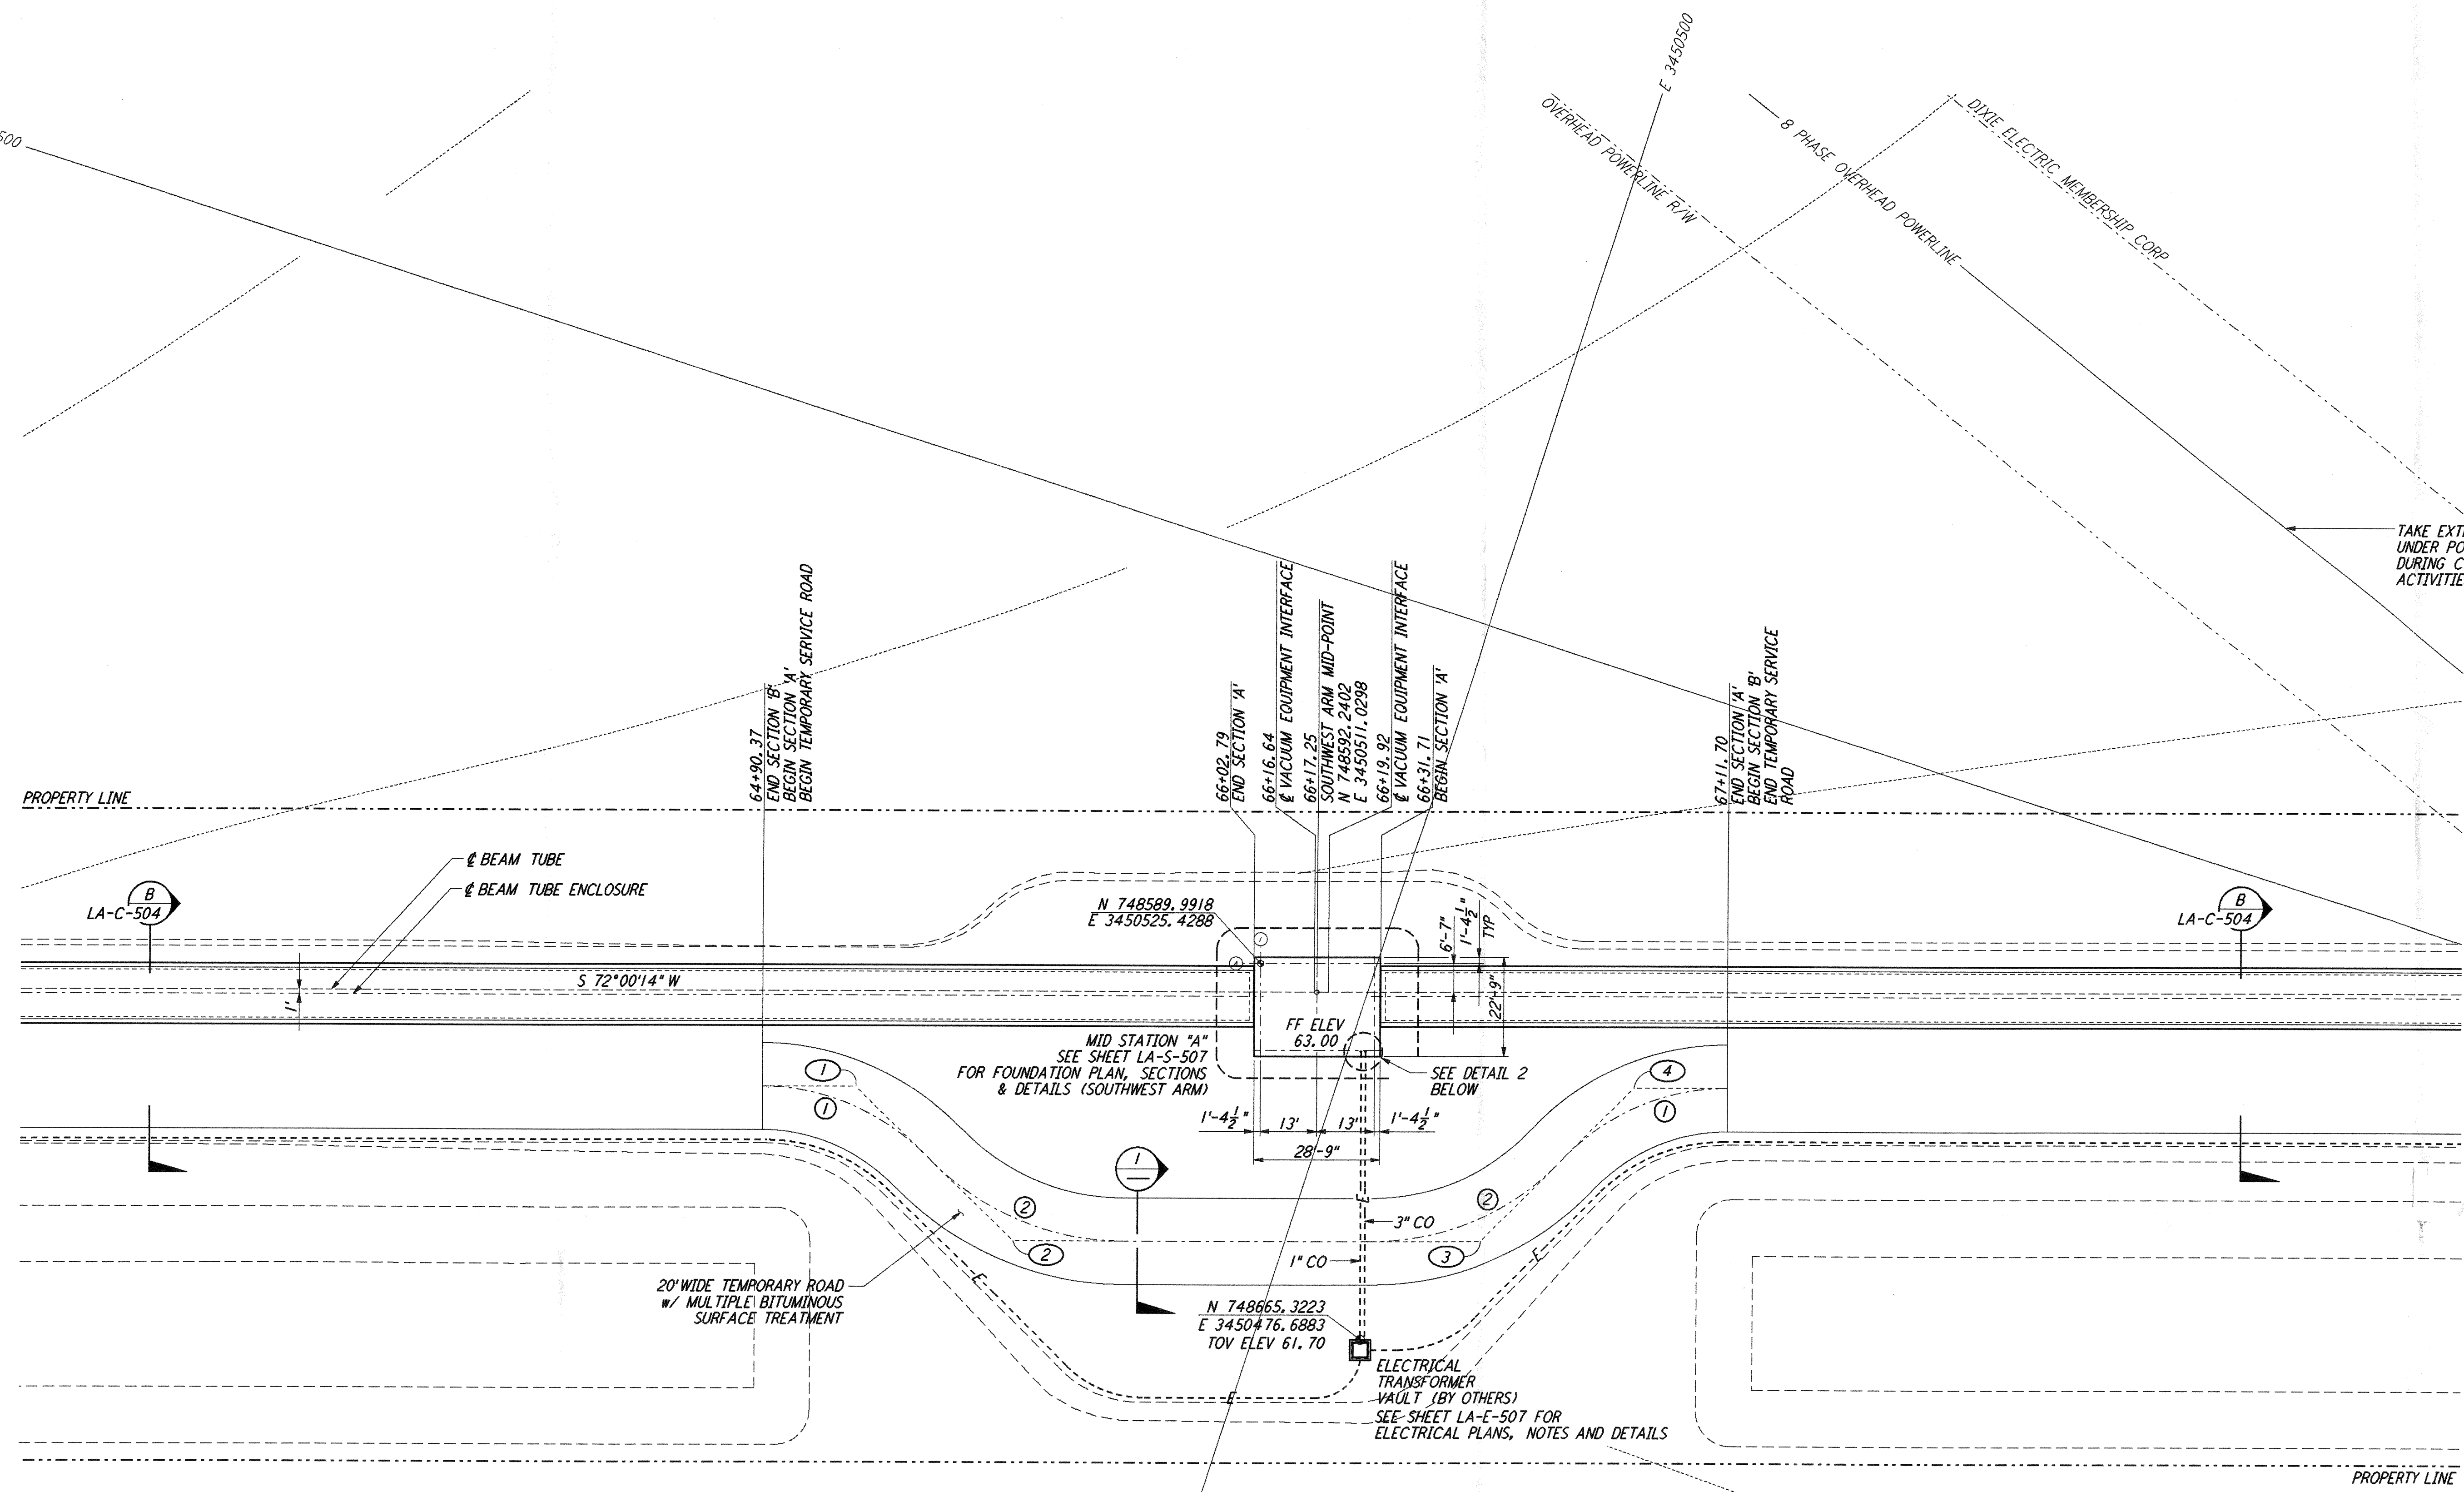 E 3450500
500
OVERHEAD POWERLINE R/W
8 PHASE OVERHEAD POWERLINE
DIXIE ELECTRIC MEMBERSHIP CORP
TAKE
UNDER
DURING
64+90.37
END SECTION 'B'
BEGIN SECTION 'A'
BEGIN TEMPORARY SERVICE ROAD
66+02.79
END SECTION 'A'
66+16.64
℄ VACUUM EQUIPMENT INTERFACE
66+17.25
SOUTHWEST ARM MID-POINT
N 748592.2402
E 3450511.0298
66+19.92
℄ VACUUM EQUIPMENT INTERFACE
66+31.71
BEGIN SECTION 'A'
67+11.70
END SECTION 'A'
BEGIN SECTION 'B'
END TEMPORARY SERVICE
ROAD
PROPERTY LINE
℄ BEAM TUBE
℄ BEAM TUBE ENCLOSURE
B
LA-C-504
B
LA-C-504
N 748589.9918
E 3450525.4288
1
A
6'-7"
1'-4½"
TYP
22'-9"
S 72°00'14" W
1'
FF ELEV
63.00
MID STATION "A"
SEE SHEET LA-S-507
FOR FOUNDATION PLAN, SECTIONS
& DETAILS (SOUTHWEST ARM)
SEE DETAIL 2
BELOW
1
1
4
1
1'-4½"
13'
13'
1'-4½"
28'-9"
1
2
2
2
3
3" CO
1" CO
E
E
E
20' WIDE TEMPORARY ROAD
w/ MULTIPLE BITUMINOUS
SURFACE TREATMENT
N 748665.3223
E 3450476.6883
TOV ELEV 61.70
ELECTRICAL
TRANSFORMER
VAULT (BY OTHERS)
SEE SHEET LA-E-507 FOR
ELECTRICAL PLANS, NOTES AND DETAILS
PROPERTY LINE